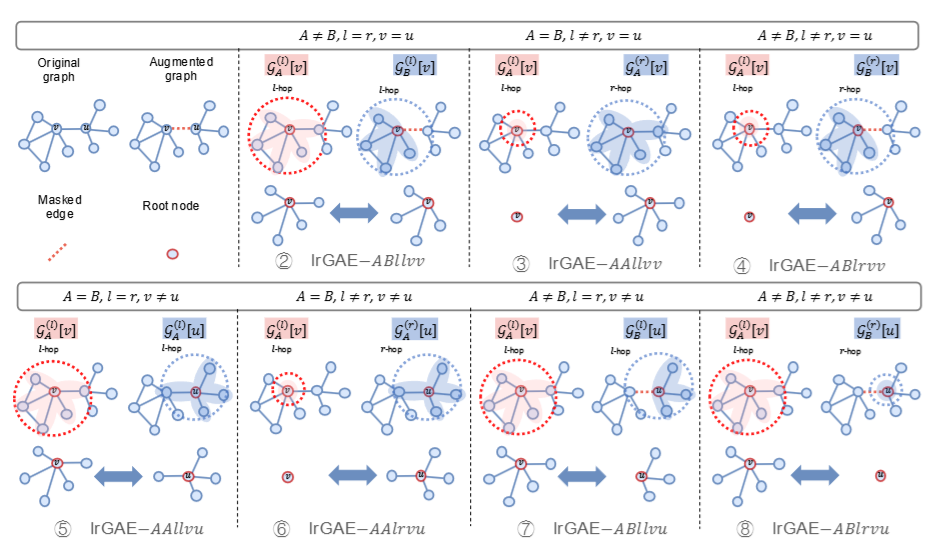 A ≠ B, l = r, v = u
A = B, l ≠ r, v = u
A ≠ B, l ≠ r, v = u
Original graph
Augmented graph
𝒢_A^(l)[v]
𝒢_B^(l)[v]
𝒢_A^(l)[v]
𝒢_A^(r)[v]
𝒢_A^(l)[v]
𝒢_B^(r)[v]
l-hop
l-hop
l-hop
r-hop
l-hop
r-hop
v u
v u
v
v
v
v
v
v
Masked edge
Root node
v
v
v
v
v
v
② lrGAE−ABllvv
③ lrGAE−AAllvv
④ lrGAE−ABlrvv
A = B, l = r, v ≠ u
A = B, l ≠ r, v ≠ u
A ≠ B, l = r, v ≠ u
A ≠ B, l ≠ r, v ≠ u
𝒢_A^(l)[v]
𝒢_A^(l)[u]
𝒢_A^(l)[v]
𝒢_A^(r)[u]
𝒢_A^(l)[v]
𝒢_B^(l)[u]
𝒢_A^(l)[v]
𝒢_B^(r)[u]
l-hop
l-hop
l-hop
r-hop
l-hop
l-hop
l-hop
r-hop
v
u
v
u
v
u
v
u
v
u
v
u
v
u
v
u
⑤ lrGAE−AAllvu
⑥ lrGAE−AAlrvu
⑦ lrGAE−ABllvu
⑧ lrGAE−ABlrvu